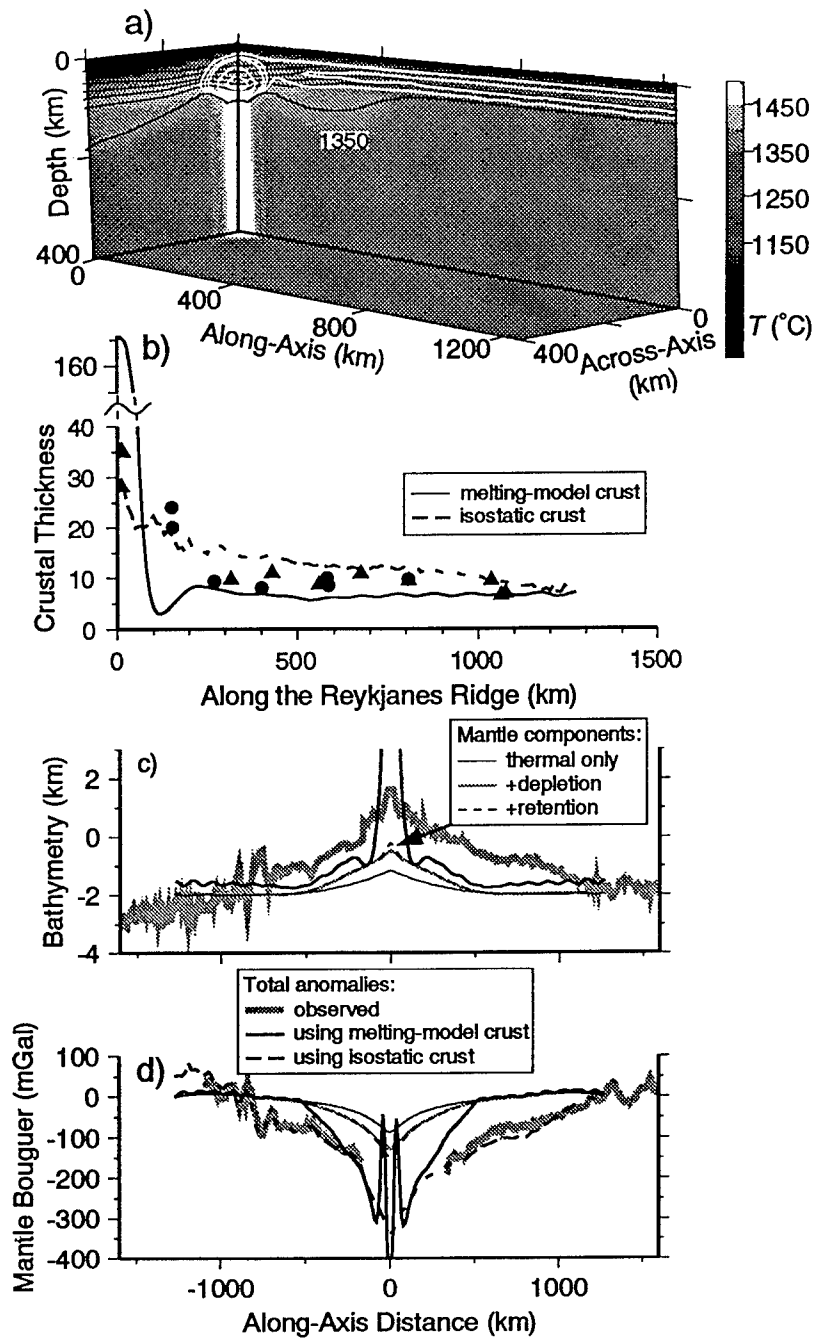 a)
0
Depth (km)
400
0
400
Along-Axis (km)
800
1200
400
Across-Axis
(km)
0
1350
1450
1350
1250
1150
T (°C)
b)
160
40
30
20
10
0
Crustal Thickness
melting-model crust
isostatic crust
0
500
1000
1500
Along the Reykjanes Ridge (km)
c)
Mantle components:
thermal only
+depletion
+retention
Bathymetry (km)
2
0
-2
-4
Total anomalies:
observed
using melting-model crust
using isostatic crust
d)
Mantle Bouguer (mGal)
100
0
-100
-200
-300
-400
-1000
0
1000
Along-Axis Distance (km)